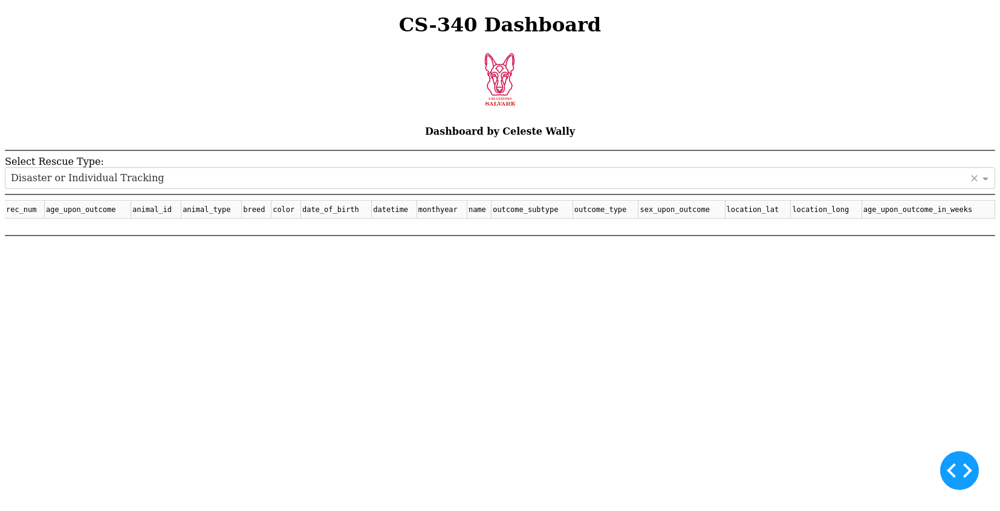 CS-340 Dashboard
GRAZIOSO
SALVARE
Dashboard by Celeste Wally
Select Rescue Type:
Disaster or Individual Tracking
rec_num age_upon_outcome animal_id animal_type breed color date_of_birth datetime monthyear name outcome_subtype outcome_type sex_upon_outcome location_lat location_long age_upon_outcome_in_weeks